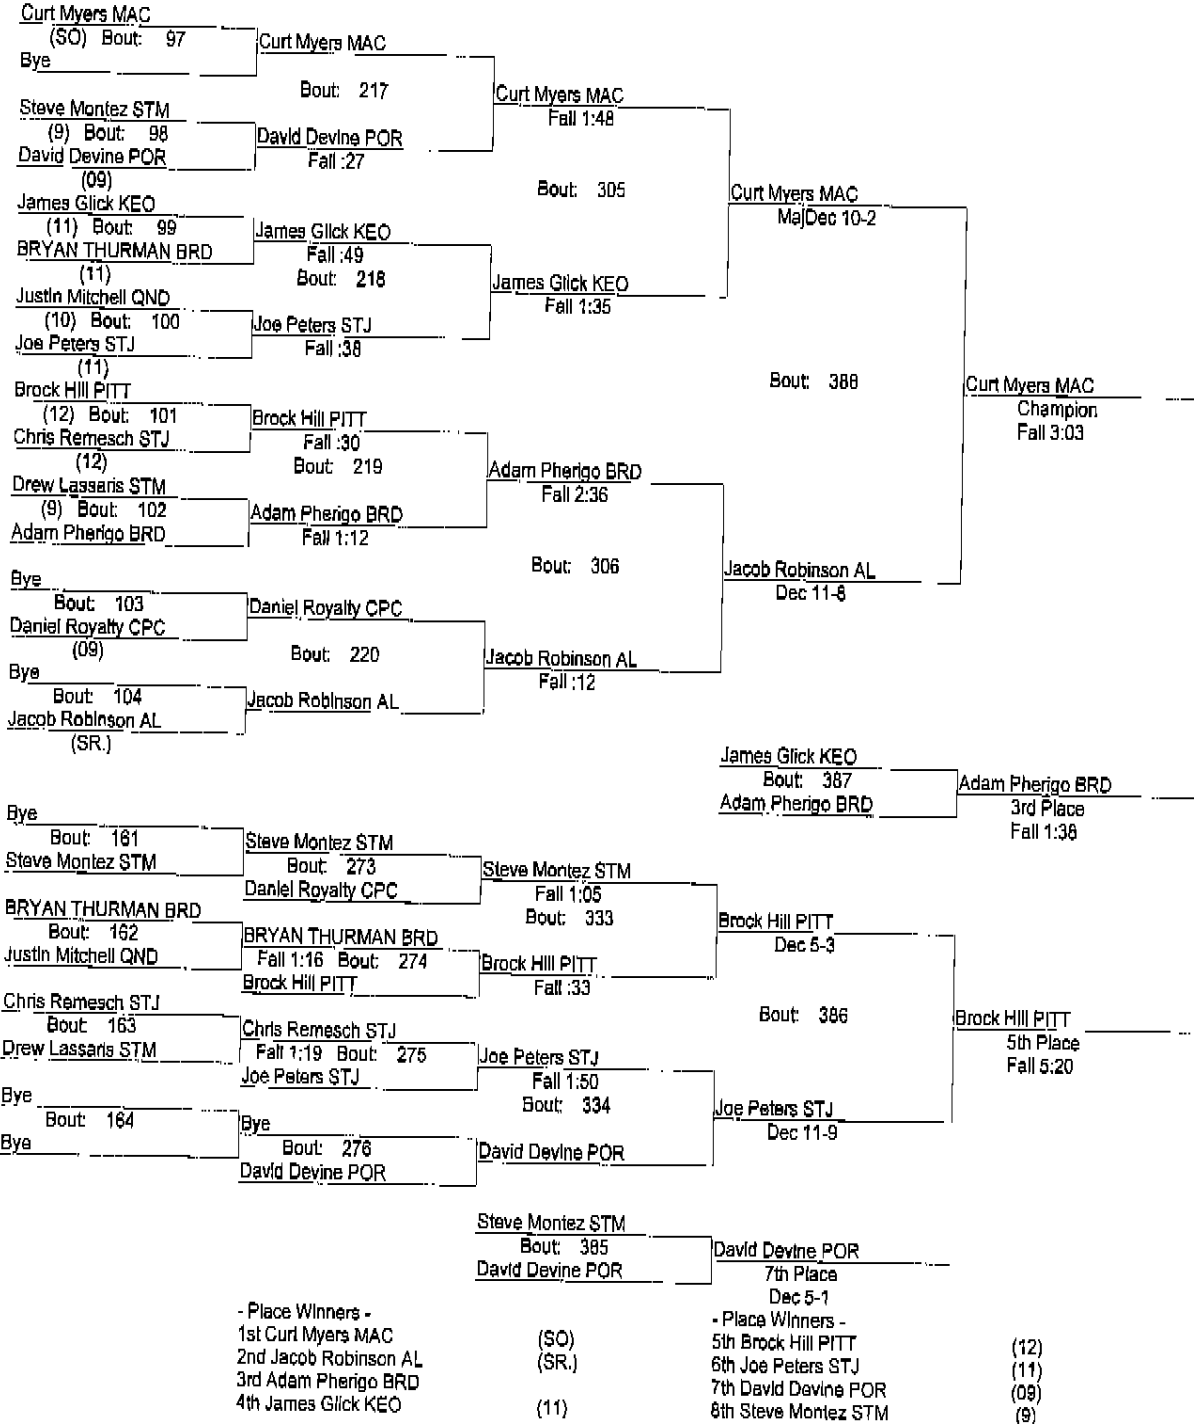 Curt Myers MAC
(SO) Bout: 97
Bye
Curt Myers MAC
Bout: 217
Steve Montez STM
(9) Bout: 98
David Devine POR
(09)
David Devine POR
Fall :27
Curt Myers MAC
Fall 1:48
Bout: 305
James Glick KEO
(11) Bout: 99
BRYAN THURMAN BRD
(11)
James Glick KEO
Fall :49
Bout: 218
Justin Mitchell QND
(10) Bout: 100
Joe Peters STJ
(11)
Joe Peters STJ
Fall :38
James Glick KEO
Fall 1:35
Curt Myers MAC
MajDec 10-2
Bout: 388
Brock Hill PITT
(12) Bout: 101
Chris Remesch STJ
(12)
Brock Hill PITT
Fall :30
Bout: 219
Drew Lassaris STM
(9) Bout: 102
Adam Pherigo BRD
Adam Pherigo BRD
Fall 1:12
Adam Pherigo BRD
Fall 2:36
Bout: 306
Bye
Bout: 103
Daniel Royalty CPC
(09)
Daniel Royalty CPC
Bout: 220
Bye
Bout: 104
Jacob Robinson AL
(SR.)
Jacob Robinson AL
Jacob Robinson AL
Fall :12
Jacob Robinson AL
Dec 11-8
Curt Myers MAC
Champion
Fall 3:03
James Glick KEO
Bout: 387
Adam Pherigo BRD
Adam Pherigo BRD
3rd Place
Fall 1:38
Bye
Bout: 161
Steve Montez STM
Steve Montez STM
Bout: 273
Daniel Royalty CPC
Steve Montez STM
Fall 1:05
Bout: 333
BRYAN THURMAN BRD
Bout: 162
Justin Mitchell QND
BRYAN THURMAN BRD
Fall 1:16 Bout: 274
Brock Hill PITT
Brock Hill PITT
Fall :33
Brock Hill PITT
Dec 5-3
Bout: 386
Chris Remesch STJ
Bout: 163
Drew Lassaris STM
Chris Remesch STJ
Fall 1:19 Bout: 275
Joe Peters STJ
Joe Peters STJ
Fall 1:50
Bout: 334
Bye
Bout: 164
Bye
Bye
Bout: 276
David Devine POR
David Devine POR
Joe Peters STJ
Dec 11-9
Brock Hill PITT
5th Place
Fall 5:20
Steve Montez STM
Bout: 385
David Devine POR
David Devine POR
7th Place
Dec 5-1
- Place Winners -
1st Curt Myers MAC (SO)
2nd Jacob Robinson AL (SR.)
3rd Adam Pherigo BRD
4th James Glick KEO (11)
- Place Winners -
5th Brock Hill PITT (12)
6th Joe Peters STJ (11)
7th David Devine POR (09)
8th Steve Montez STM (9)